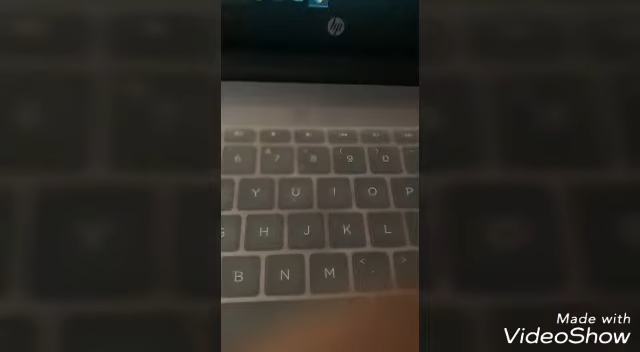 hp
6 & 7 * 8 ( 9 ) 0
Y U I O P
G H J K L
B N M < , >
Made with
VideoShow